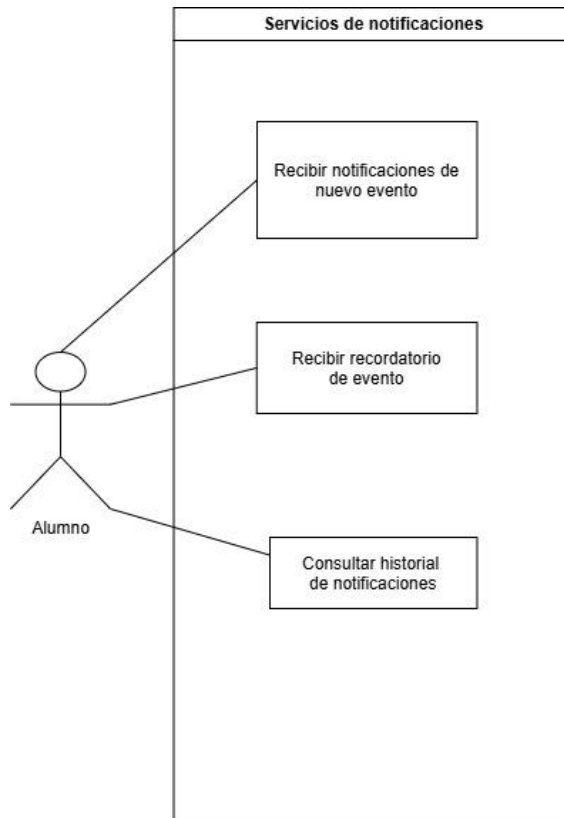 Servicios de notificaciones
Recibir notificaciones de
nuevo evento
Recibir recordatorio
de evento
Alumno
Consultar historial
de notificaciones